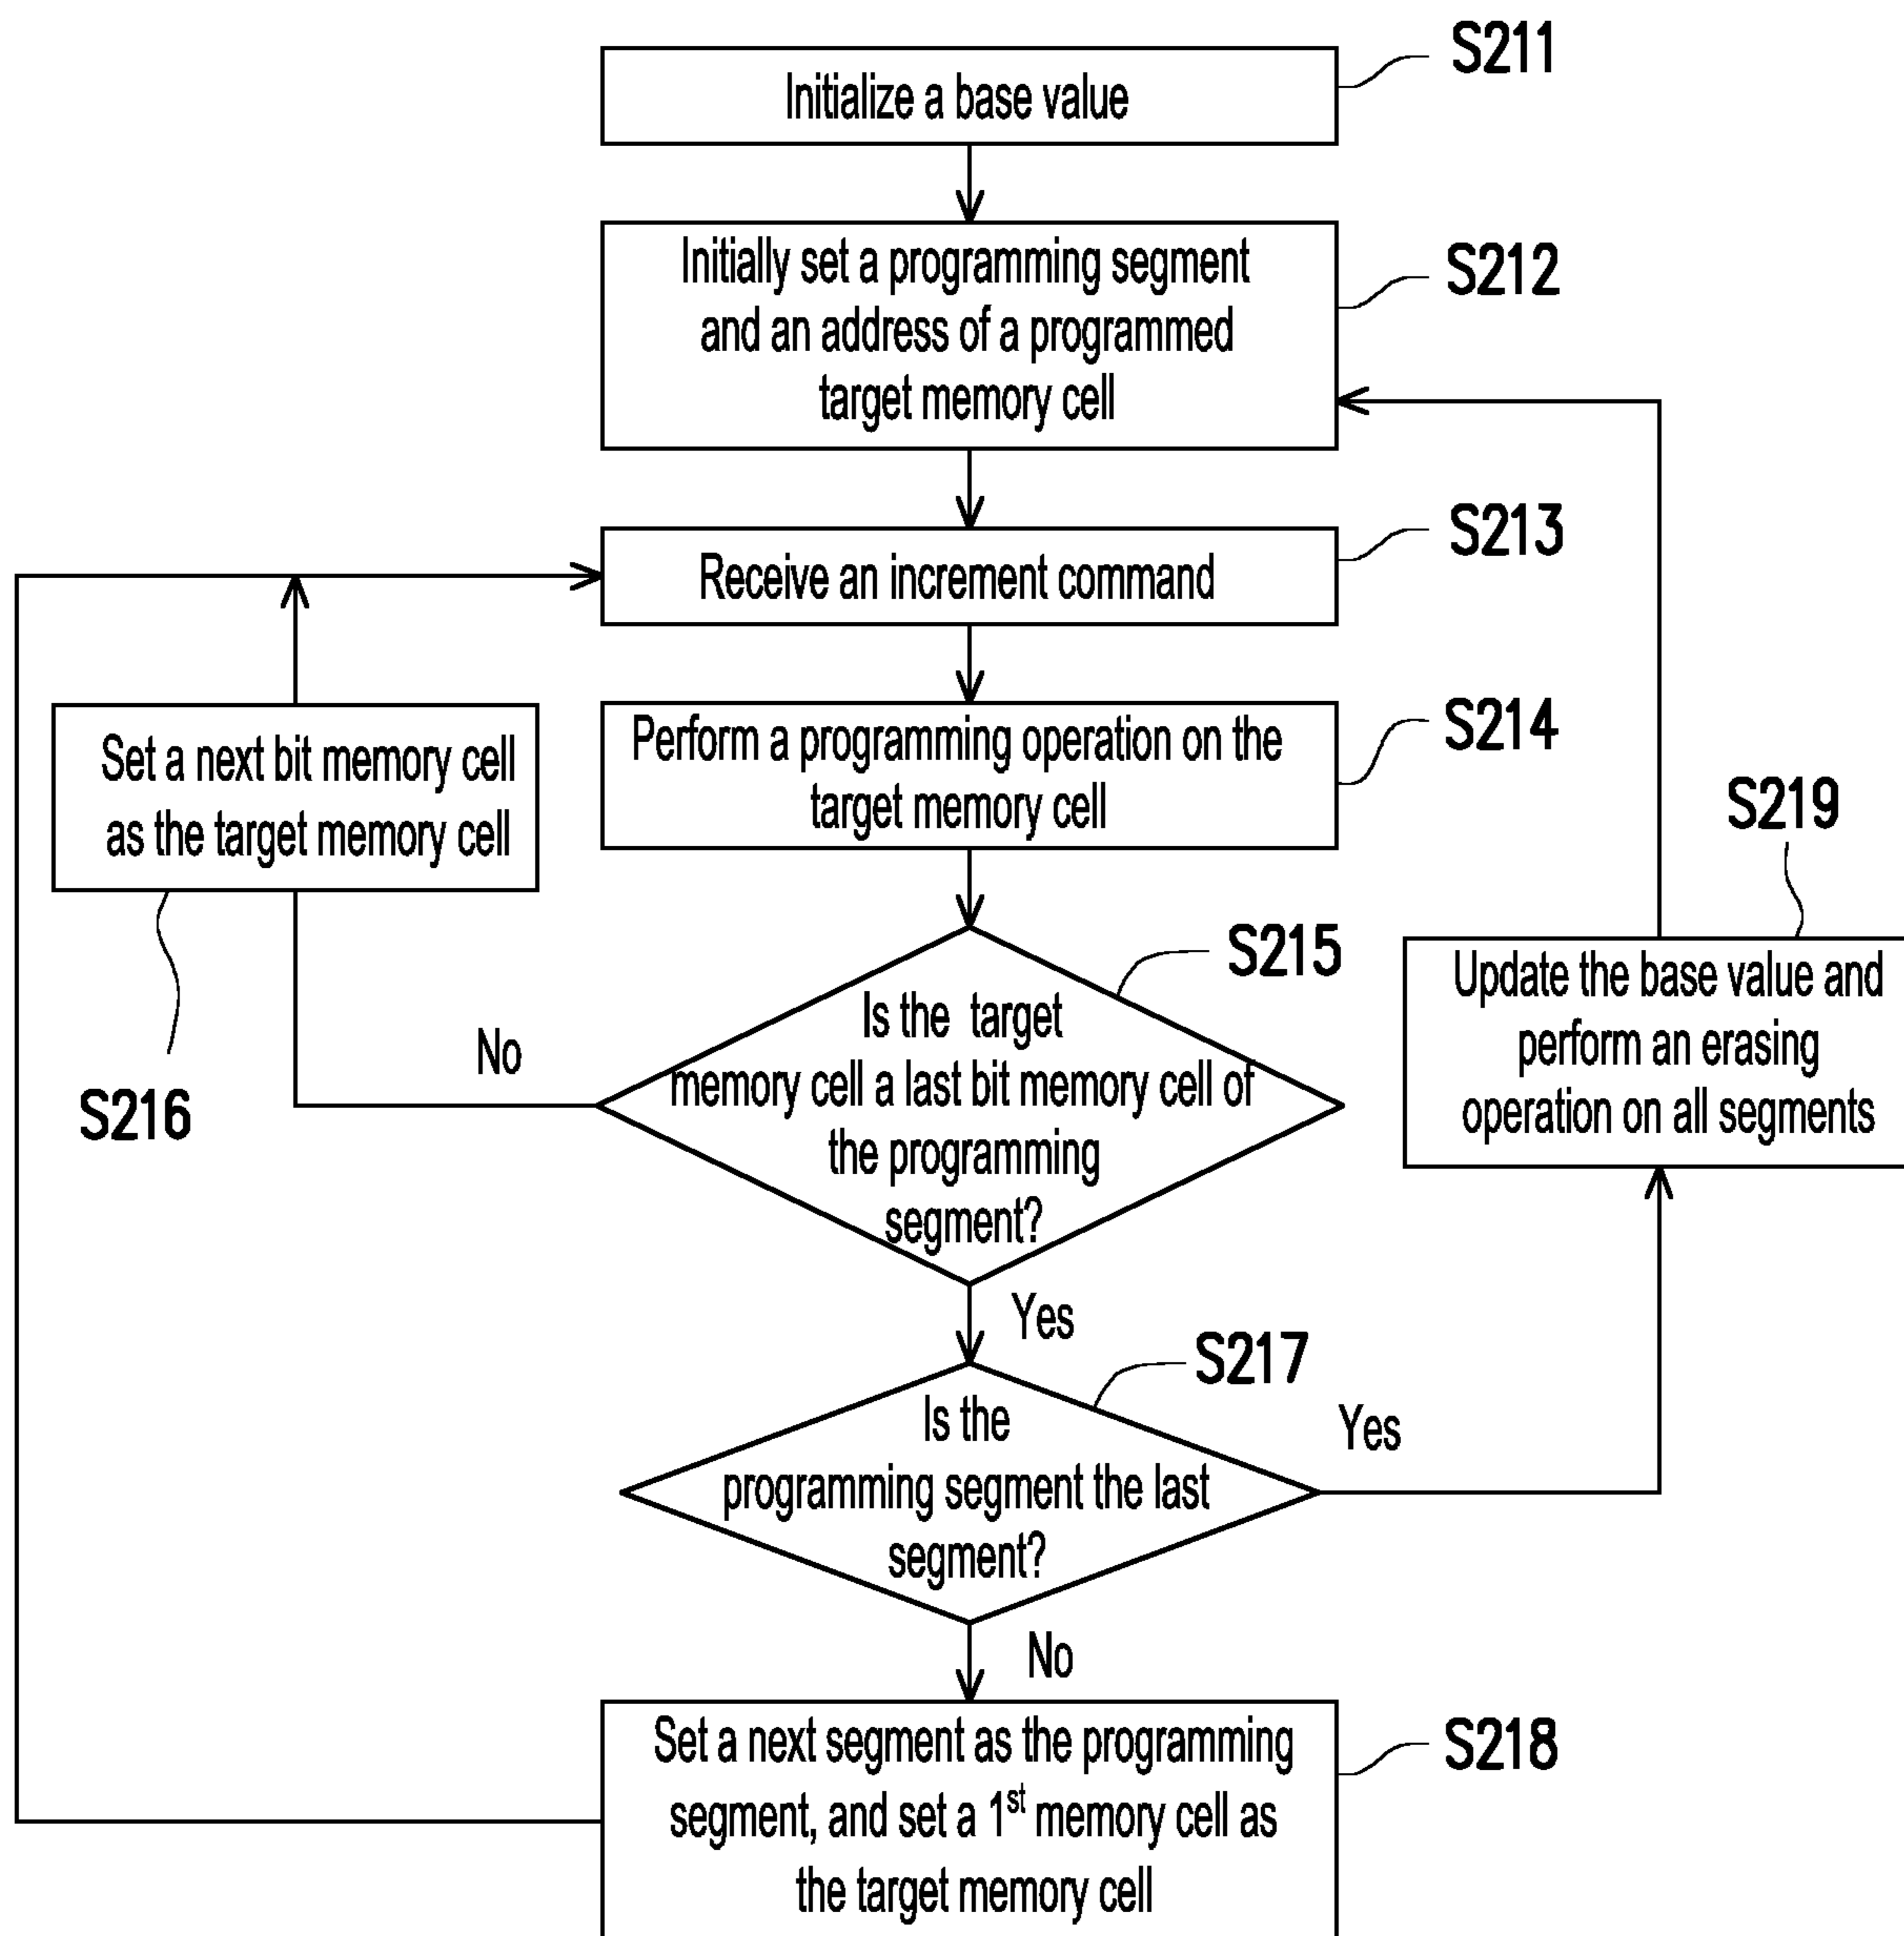 S211
Initialize a base value
Initially set a programming segment
and an address of a programmed
target memory cell
S212
S213
Receive an increment command
Perform a programming operation on the
target memory cell
S214
Set a next bit memory cell
as the target memory cell
S216
S215
Is the target
memory cell a last bit memory cell of
the programming
segment?
No
Yes
S219
Update the base value and
perform an erasing
operation on all segments
S217
Is the
programming segment the last
segment?
Yes
No
Set a next segment as the programming
segment, and set a 1st memory cell as
the target memory cell
S218